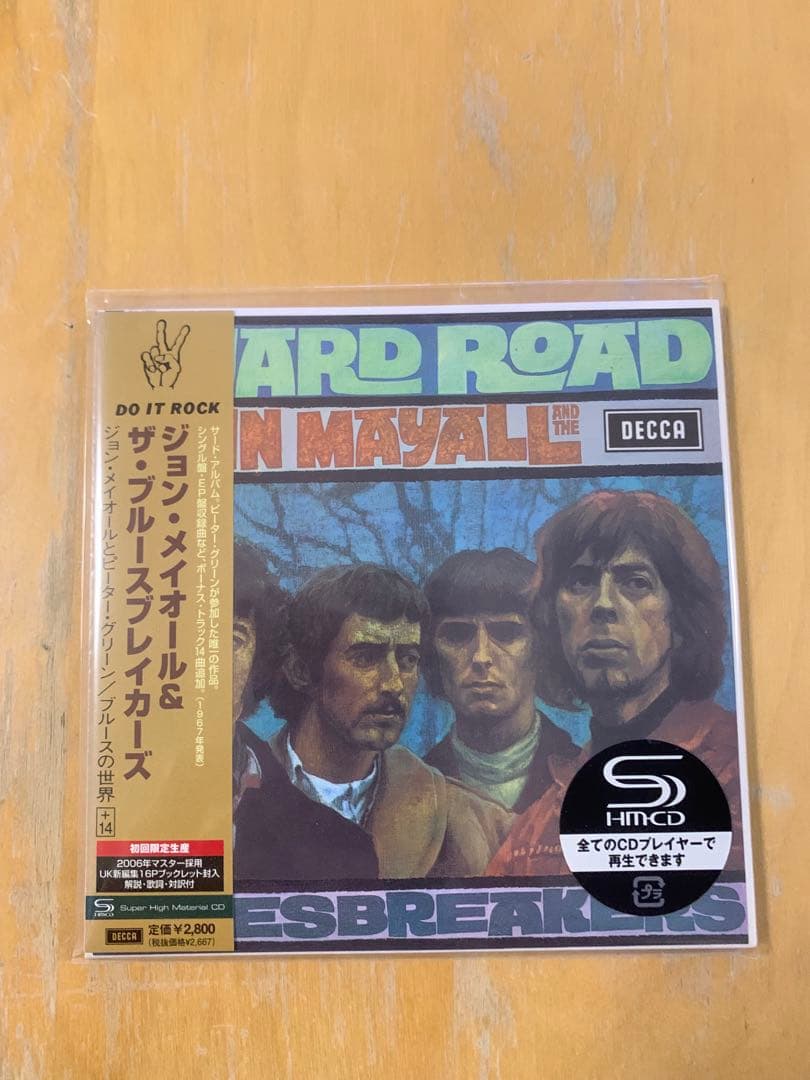 DO IT ROCK
ジョン・メイオール&
ザ・ブルースブレイカーズ
ジョン・メイオールとピーター・グリーン/ブルースの世界
+14
サード・アルバム。ピーター・グリーンが参加した唯一の作品。
シングル盤・EP盤収録曲など、ボーナス・トラック14曲追加。(1967年発表)
初回限定生産
2006年マスター採用
UK新編集16Pブックレット封入
解説・歌詞・対訳付
SHM-CD
Super High Material CD
DECCA
定価¥2,800
(税抜価格¥2,667)
ARD ROAD
N MAYALL AND THE
DECCA
ESBREAKERS
SHM-CD
全てのCDプレイヤーで
再生できます
プラ